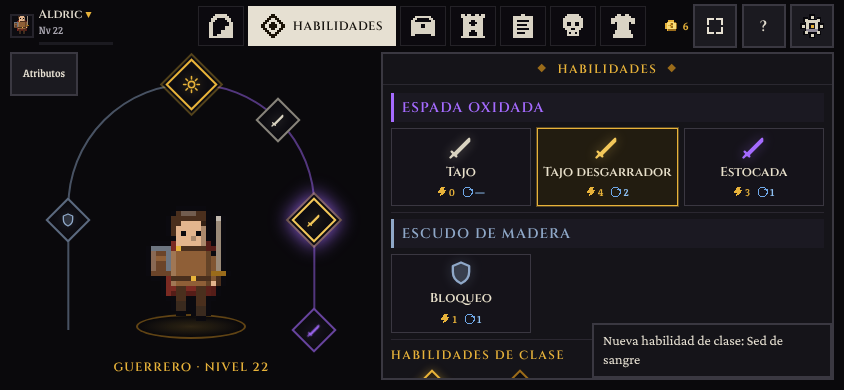 ALDRIC ▼
Nv 22
HABILIDADES
6
?
Atributos
HABILIDADES
ESPADA OXIDADA
TAJO
0 —
TAJO DESGARRADOR
4 2
ESTOCADA
3 1
ESCUDO DE MADERA
BLOQUEO
1 1
HABILIDADES DE CLASE
GUERRERO · NIVEL 22
Nueva habilidad de clase: Sed de
sangre